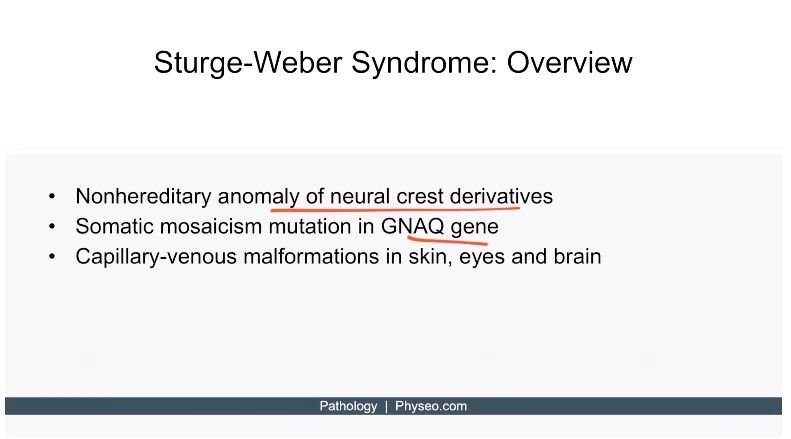 Sturge-Weber Syndrome: Overview
• Nonhereditary anomaly of neural crest derivatives
• Somatic mosaicism mutation in GNAQ gene
• Capillary-venous malformations in skin, eyes and brain
Pathology | Physeo.com